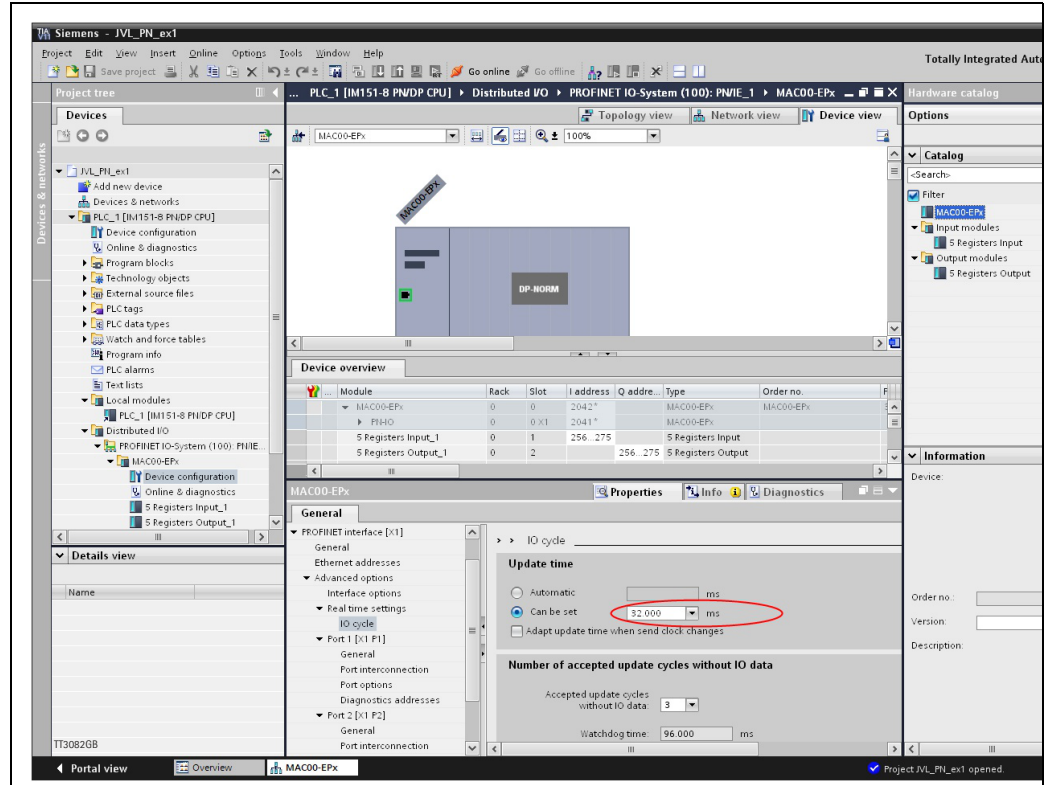 Siemens - JVL_PN_ex1
Project Edit View Insert Online Options Tools Window Help
Save project Go online Go offline
Totally Integrated Auto
Project tree
... PLC_1 [IM151-8 PN/DP CPU] Distributed I/O PROFINET IO-System (100): PN/IE_1 MAC00-EPx
Hardware catalog
Devices
Topology view Network view Device view
Options
MAC00-EPx 100%
Devices & networks
JVL_PN_ex1
Add new device
Devices & networks
PLC_1 [IM151-8 PN/DP CPU]
Device configuration
Online & diagnostics
Program blocks
Technology objects
External source files
PLC tags
PLC data types
Watch and force tables
Program info
PLC alarms
Text lists
Local modules
PLC_1 [IM151-8 PN/DP CPU]
Distributed I/O
PROFINET IO-System (100): PN/IE...
MAC00-EPx
Device configuration
Online & diagnostics
5 Registers Input_1
5 Registers Output_1
Details view
Name
TT3082GB
MAC00-EPx
DP-NORM
Device overview
... Module Rack Slot I address Q addre... Type Order no. F
MAC00-EPx 0 0 2042* MAC00-EPx MAC00-EPx
PN-IO 0 0 X1 2041* MAC00-EPx
5 Registers Input_1 0 1 256...275 5 Registers Input
5 Registers Output_1 0 2 256...275 5 Registers Output
MAC00-EPx
Properties Info Diagnostics
General
PROFINET interface [X1]
General
Ethernet addresses
Advanced options
Interface options
Real time settings
IO cycle
Port 1 [X1 P1]
General
Port interconnection
Port options
Diagnostics addresses
Port 2 [X1 P2]
General
Port interconnection
> > IO cycle
Update time
Automatic ms
Can be set 32.000 ms
Adapt update time when send clock changes
Number of accepted update cycles without IO data
Accepted update cycles
without IO data: 3
Watchdog time: 96.000 ms
Catalog
<Search>
Filter
MAC00-EPx
Input modules
5 Registers Input
Output modules
5 Registers Output
Information
Device:
Order no.:
Version:
Description:
Portal view Overview MAC00-EPx
Project JVL_PN_ex1 opened.